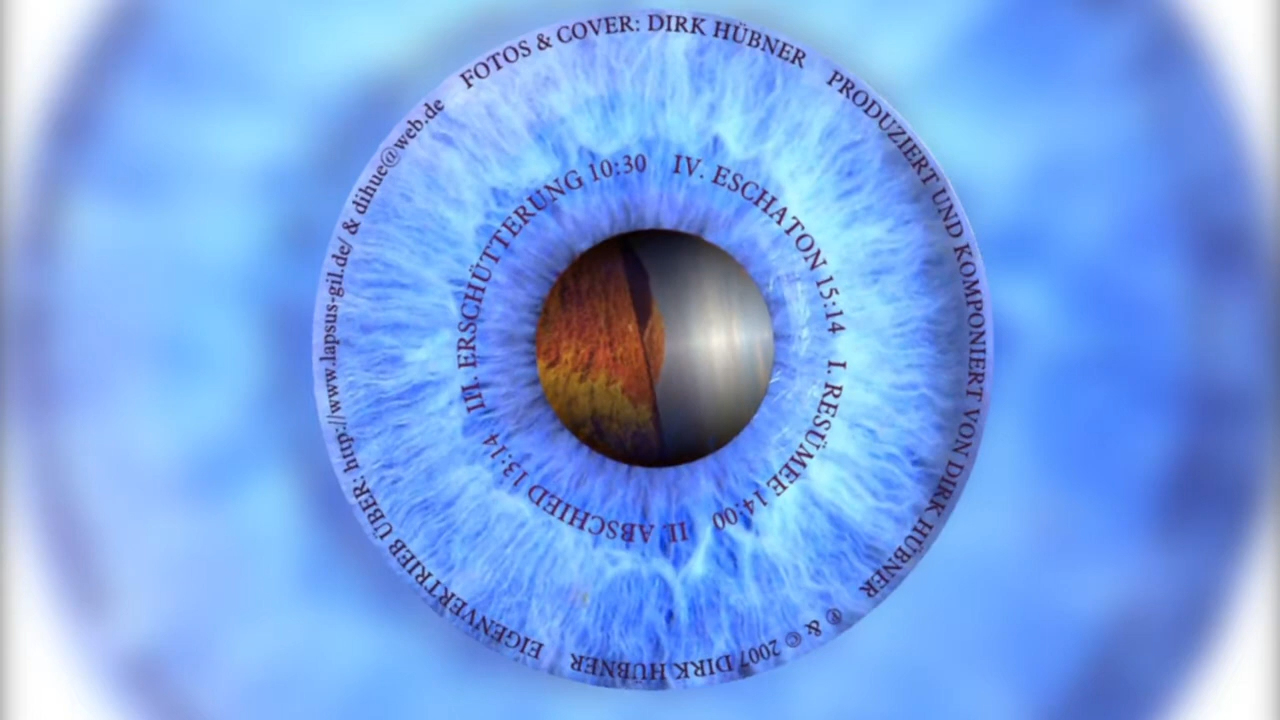 FOTOS & COVER: DIRK HÜBNER
PRODUZIERT UND KOMPONIERT VON DIRK HÜBNER
℗ & © 2007 DIRK HÜBNER
EIGENVERTRIEB ÜBER: http://www.lapsus-gil.de/ & dihue@web.de
I. RESÜMEE 14:00
II. ABSCHIED 13:14
III. ERSCHÜTTERUNG 10:30
IV. ESCHATON 15:14